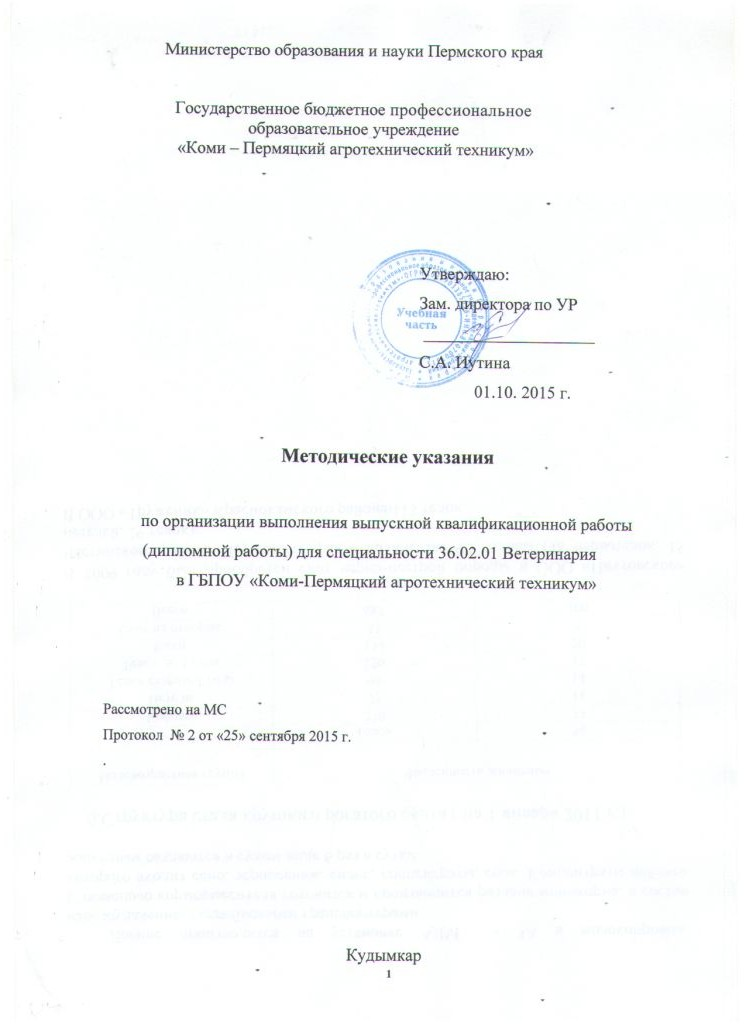 Министерство образования и науки Пермского края
Государственное бюджетное профессиональное
образовательное учреждение
«Коми – Пермяцкий агротехнический техникум»
Утверждаю:
Зам. директора по УР
Учебная
часть
С.А. Иутина
01.10. 2015 г.
Методические указания
по организации выполнения выпускной квалификационной работы
(дипломной работы) для специальности 36.02.01 Ветеринария
в ГБПОУ «Коми-Пермяцкий агротехнический техникум»
Рассмотрено на МС
Протокол № 2 от «25» сентября 2015 г.
.
Кудымкар
1